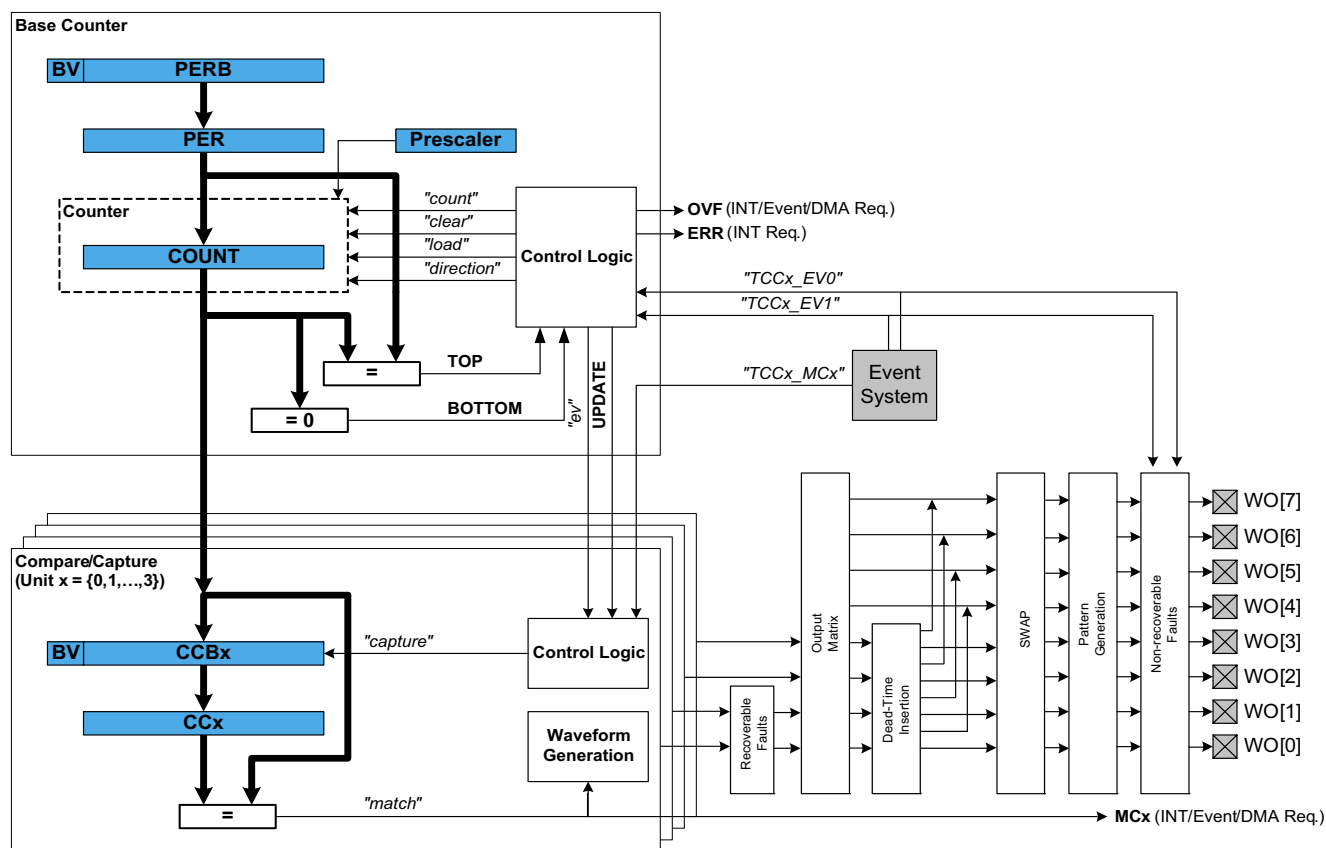 Base Counter
BV PERB
PER
Prescaler
Counter
COUNT
"count"
"clear"
"load"
"direction"
Control Logic
OVF (INT/Event/DMA Req.)
ERR (INT Req.)
"TCCx_EV0"
"TCCx_EV1"
"TCCx_MCx"
Event
System
=
TOP
= 0
BOTTOM
"ev"
UPDATE
Compare/Capture
(Unit x = {0,1,…,3})
BV CCBx
"capture"
Control Logic
CCx
Waveform
Generation
=
"match"
Recoverable
Faults
Output
Matrix
Dead-Time
Insertion
SWAP
Pattern
Generation
Non-recoverable
Faults
WO[7]
WO[6]
WO[5]
WO[4]
WO[3]
WO[2]
WO[1]
WO[0]
MCx (INT/Event/DMA Req.)